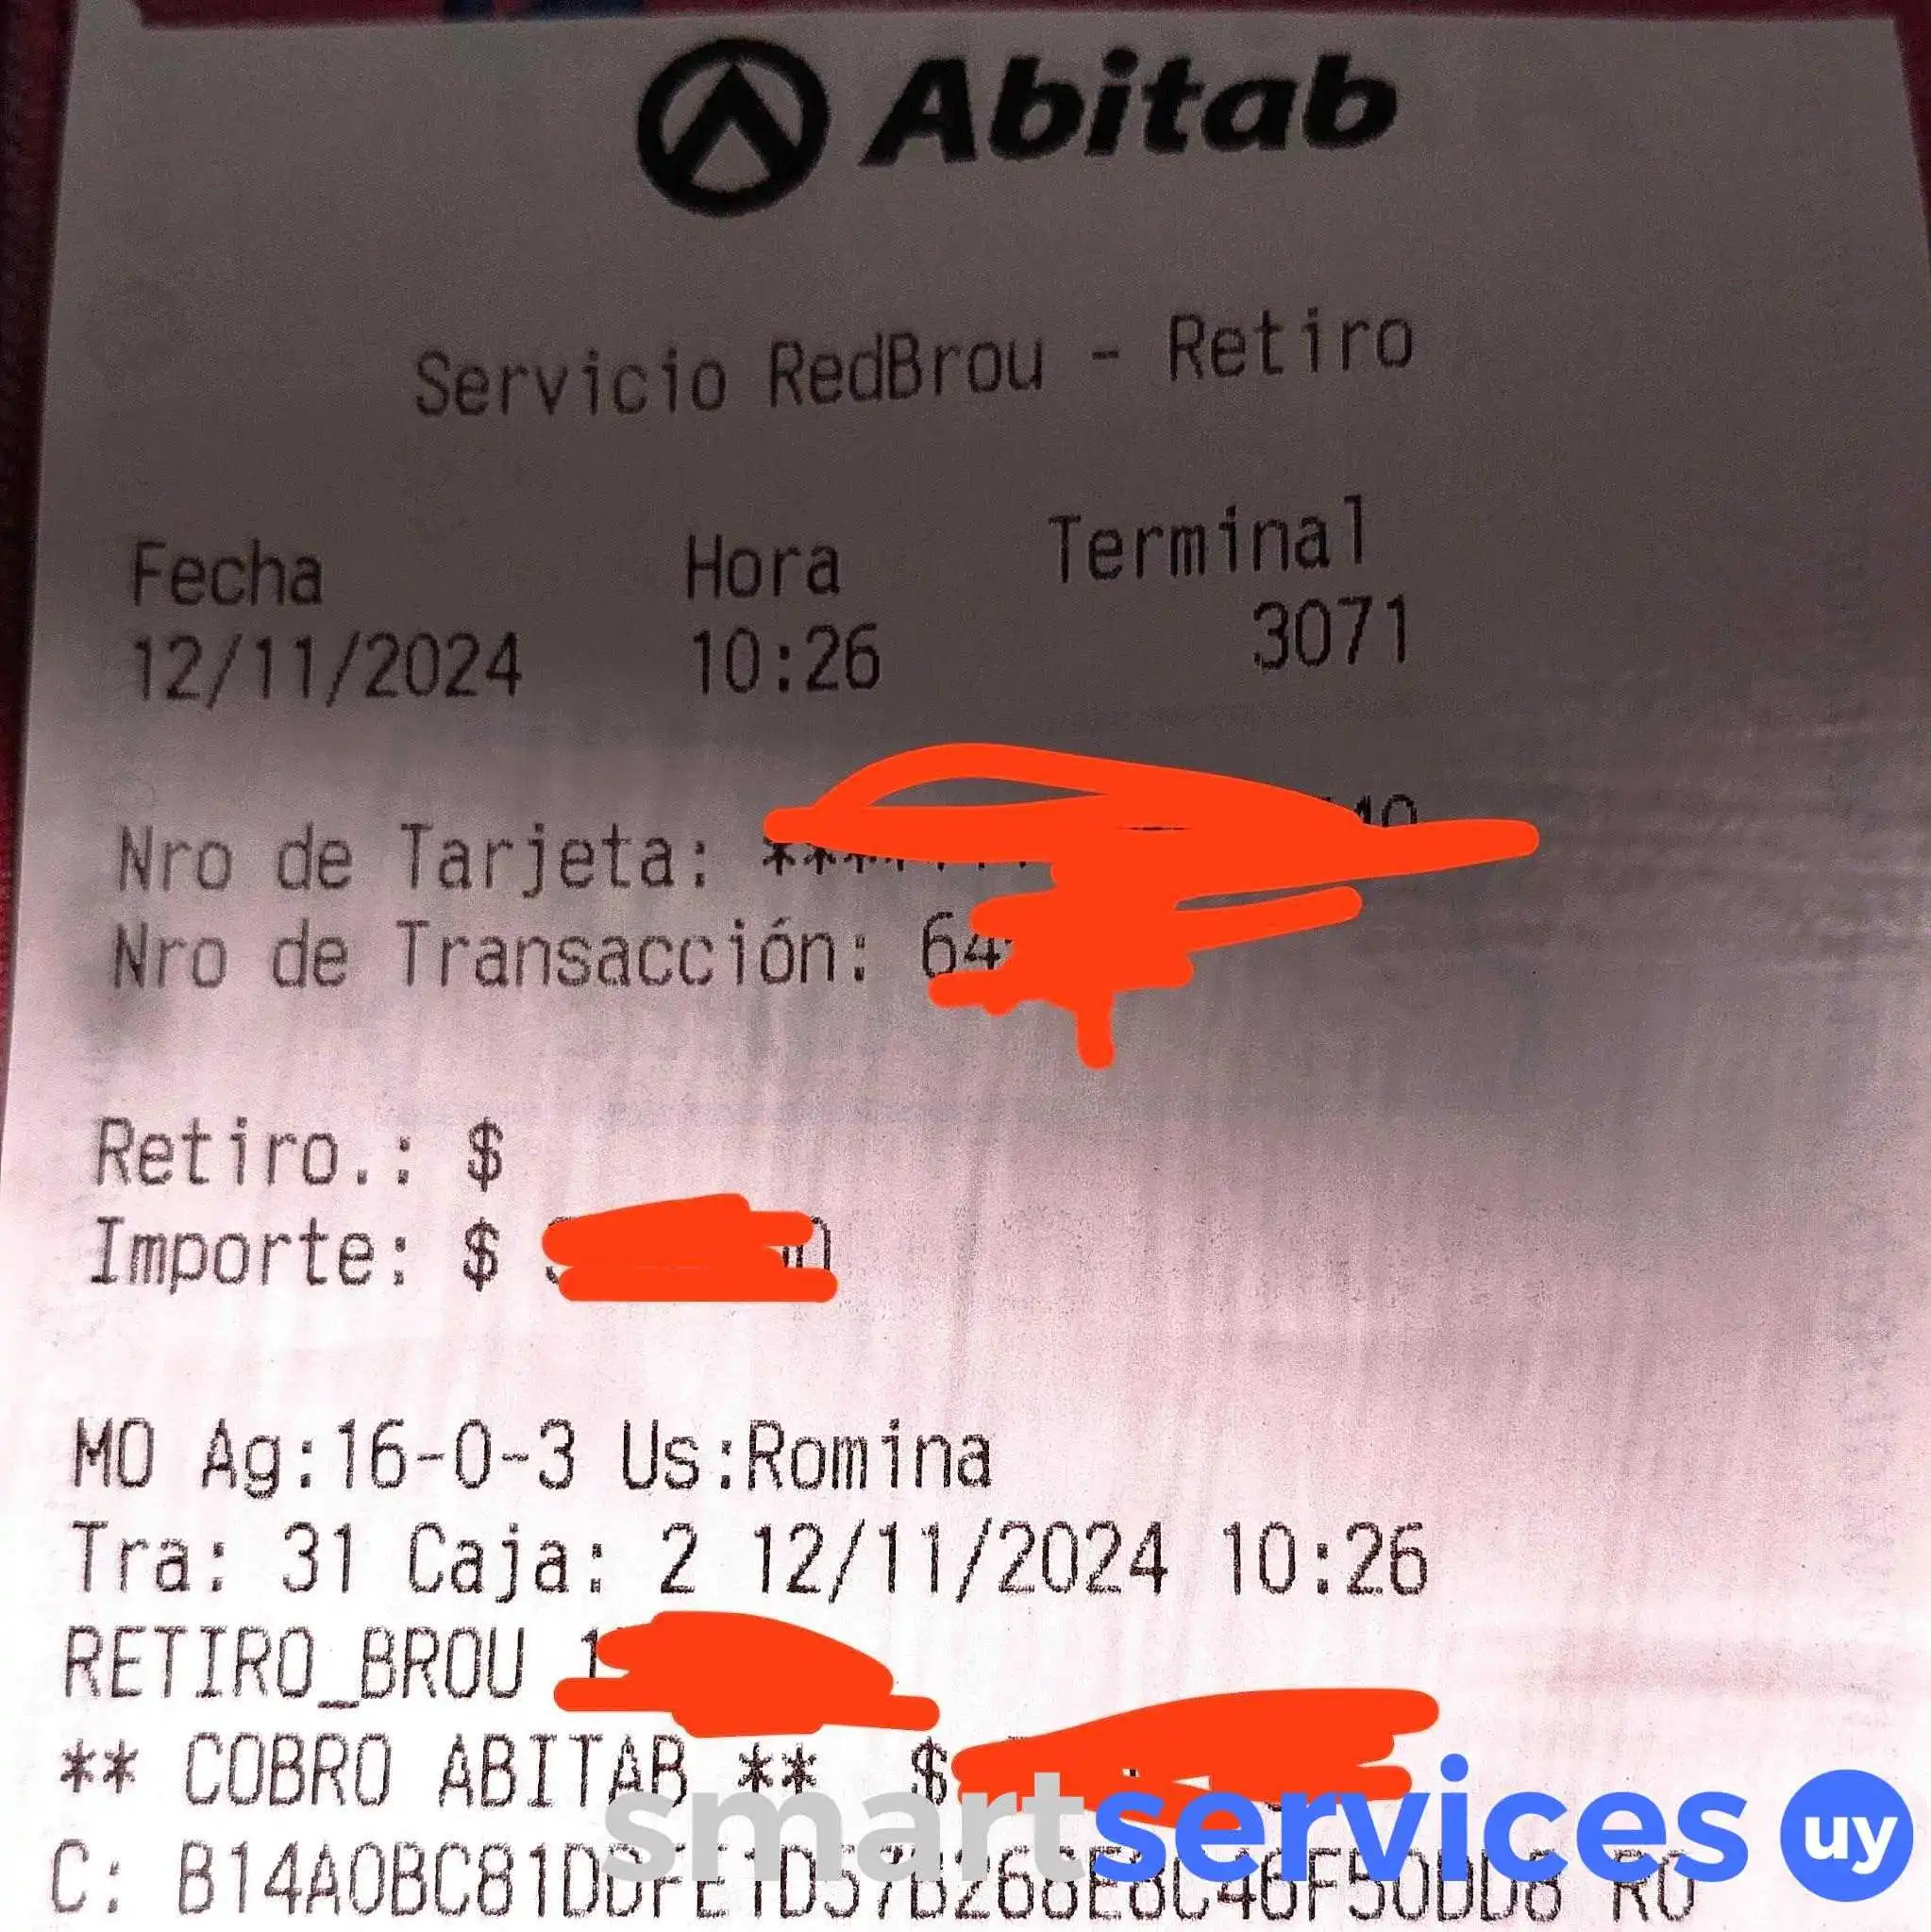 Abitab
Servicio RedBrou - Retiro
Fecha Hora Terminal
12/11/2024 10:26 3071
Nro de Tarjeta:
Nro de Transacción: 64
Retiro.: $
Importe: $
MO Ag:16-0-3 Us:Romina
Tra: 31 Caja: 2 12/11/2024 10:26
RETIRO_BROU 1
** COBRO ABITAB ** $
smartservices uy
C: